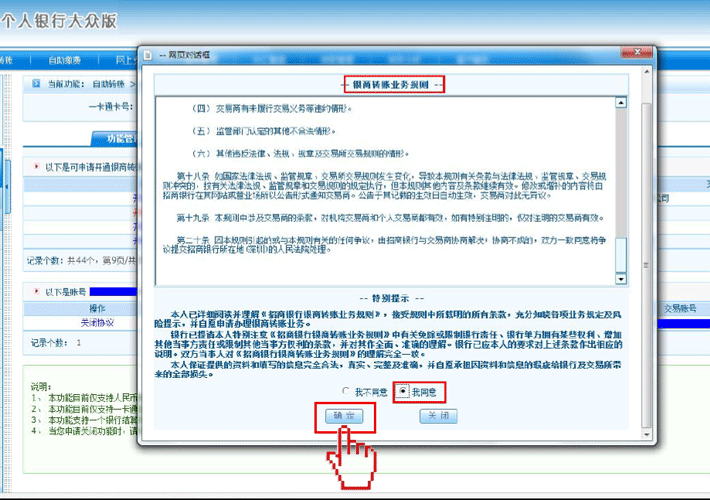 个人银行大众版
转账 自助缴费 网上
-- 网页对话框
当前功能： 自助转账 >
一卡通卡号：
功能管
-- 银商转账业务规则 --
（四） 交易商有未履行交易义务等违约情形。
（五） 监管部门认定的其他不合法情形。
（六） 其他违反法律、法规、规章及交易所交易规则的情形。
第十八条 如国家法律法规、监管规章、交易所交易规则发生变化，导致本规则有关条款与法律法规、监管规章、交易规
则冲突的，按有关法律法规、监管规章和交易规则的规定执行，但本规则其他内容及条款继续有效。修改或增补的内容将由
招商银行在其网站或营业场所以公告形式通知交易商。公告于其记载的生效日自动生效，交易商对此无异议。
第十九条 本规则中涉及交易商的条款，对机构交易商和个人交易商都有效，如有特别注明的，仅对注明的交易商有效。
第二十条 因本规则引起的或与本规则有关的任何争议，由招商银行与交易商协商解决；协商不成的，双方一致同意将争
议提交招商银行所在地(深圳)的人民法院处理。
以下是可申请开通银商转
记录个数：共44个，第9页/共
以下是账号
操作
交易账号
关闭协议
记录个数： 1
-- 特别提示 --
本人已详细阅读并理解《招商银行银商转账业务规则》，接受规则中所载明的所有条款，充分知晓各项业务规定及风
险提示，并自愿申请办理银商转账业务。
银行已提请本人特别注意《招商银行银商转账业务规则》中有关免除或限制银行责任、银行单方拥有某些权利、增加
其他当事方责任或限制其他当事方权利的条款，并对其作全面、准确的理解。银行已应本人的要求对上述条款作出相应的
说明。双方当事人对《招商银行银商转账业务规则》的理解完全一致。
本人保证提供的资料和填写的信息完全合法，真实、完整及准确，并自愿承担因资料和信息的瑕疵给银行及交易所带
来的全部损失。
我不同意 我同意
确 定 关 闭
说明：
1、 本功能目前仅支持人民币
2、 本功能目前仅支持一卡通
3、 本功能支持一个银行结算
4、 当您申请关闭功能时，请